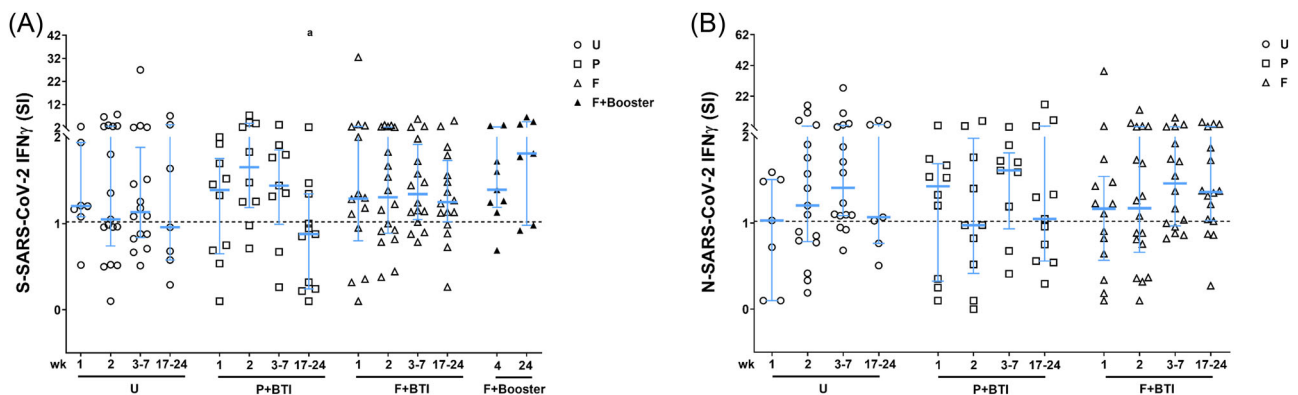 (A)
S-SARS-CoV-2 IFNγ (SI)
42
32
22
12
2
2
1
0
a
U
P
F
F+Booster
wk 1 2 3-7 17-24 1 2 3-7 17-24 1 2 3-7 17-24 4 24
U P+BTI F+BTI F+Booster
(B)
N-SARS-CoV-2 IFNγ (SI)
62
42
22
2
2
1
0
U
P
F
wk 1 2 3-7 17-24 1 2 3-7 17-24 1 2 3-7 17-24
U P+BTI F+BTI